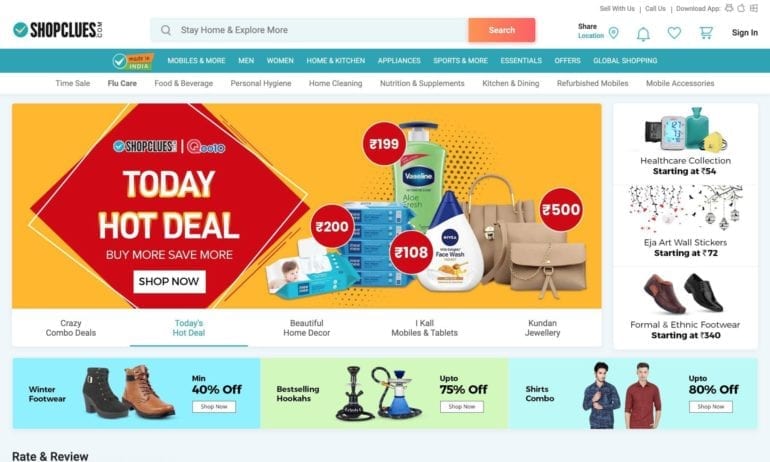 Sell With Us | Call Us | Download App:
SHOPCLUES.COM
Stay Home & Explore More
Search
Share
Location
Sign In
made in
INDIA
MOBILES & MORE
MEN
WOMEN
HOME & KITCHEN
APPLIANCES
SPORTS & MORE
ESSENTIALS
OFFERS
GLOBAL SHOPPING
Time Sale
Flu Care
Food & Beverage
Personal Hygiene
Home Cleaning
Nutrition & Supplements
Kitchen & Dining
Refurbished Mobiles
Mobile Accessories
SHOPCLUES | Qoo10
TODAY
HOT DEAL
BUY MORE SAVE MORE
SHOP NOW
₹199
₹200
₹108
₹500
Vaseline
Aloe
Fresh
NIVEA
Face Wash
Healthcare Collection
Starting at ₹54
Eja Art Wall Stickers
Starting at ₹72
Formal & Ethnic Footwear
Starting at ₹340
Crazy
Combo Deals
Today's
Hot Deal
Beautiful
Home Decor
I Kall
Mobiles & Tablets
Kundan
Jewellery
Winter
Footwear
Min
40% Off
Shop Now
Bestselling
Hookahs
Upto
75% Off
Shop Now
Shirts
Combo
Upto
80% Off
Shop Now
Rate & Review